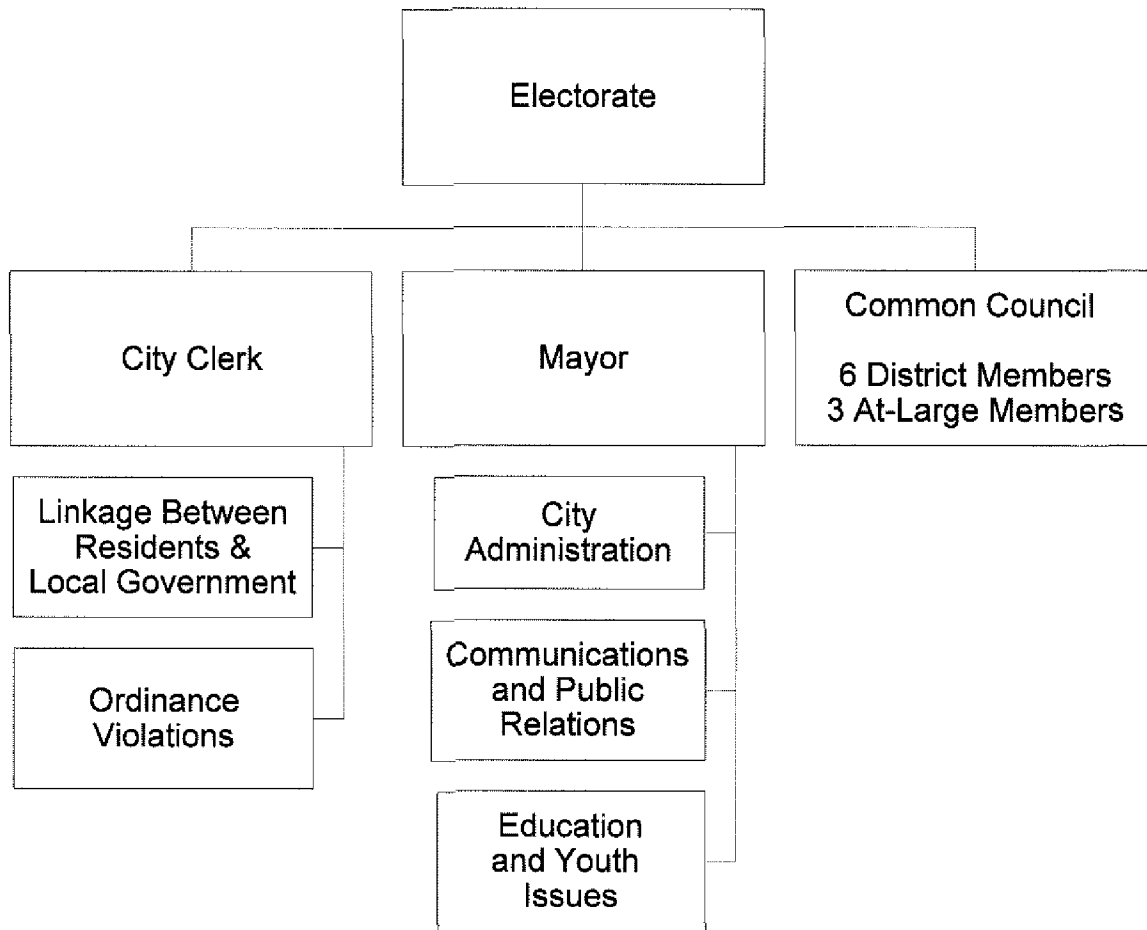 Electorate
City Clerk
Mayor
Common Council
6 District Members
3 At-Large Members
Linkage Between
Residents &
Local Government
Ordinance
Violations
City
Administration
Communications
and Public
Relations
Education
and Youth
Issues